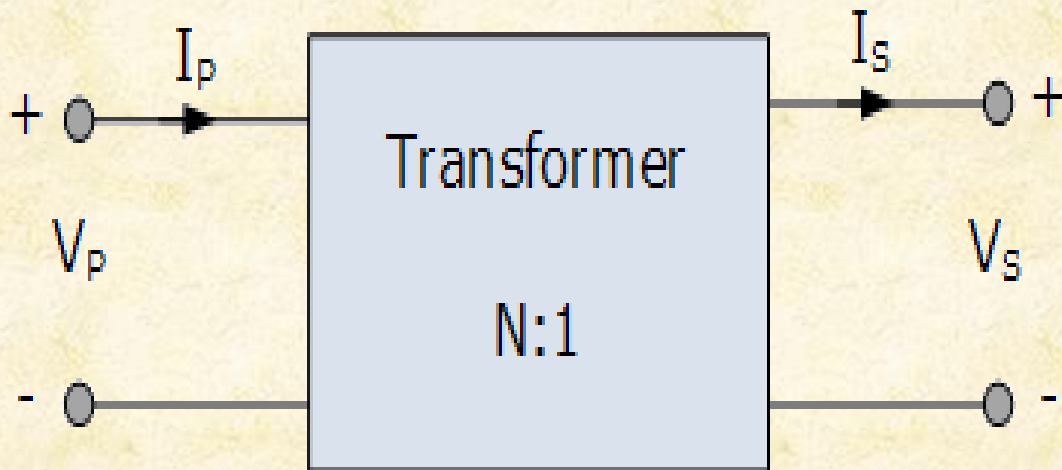 Ip
Is
+
+
Transformer
Vp
Vs
N:1
-
-